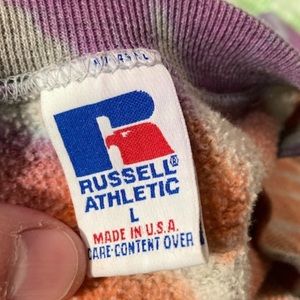 RUSSELL®
ATHLETIC
L
MADE IN U.S.A.
CARE-CONTENT OVER